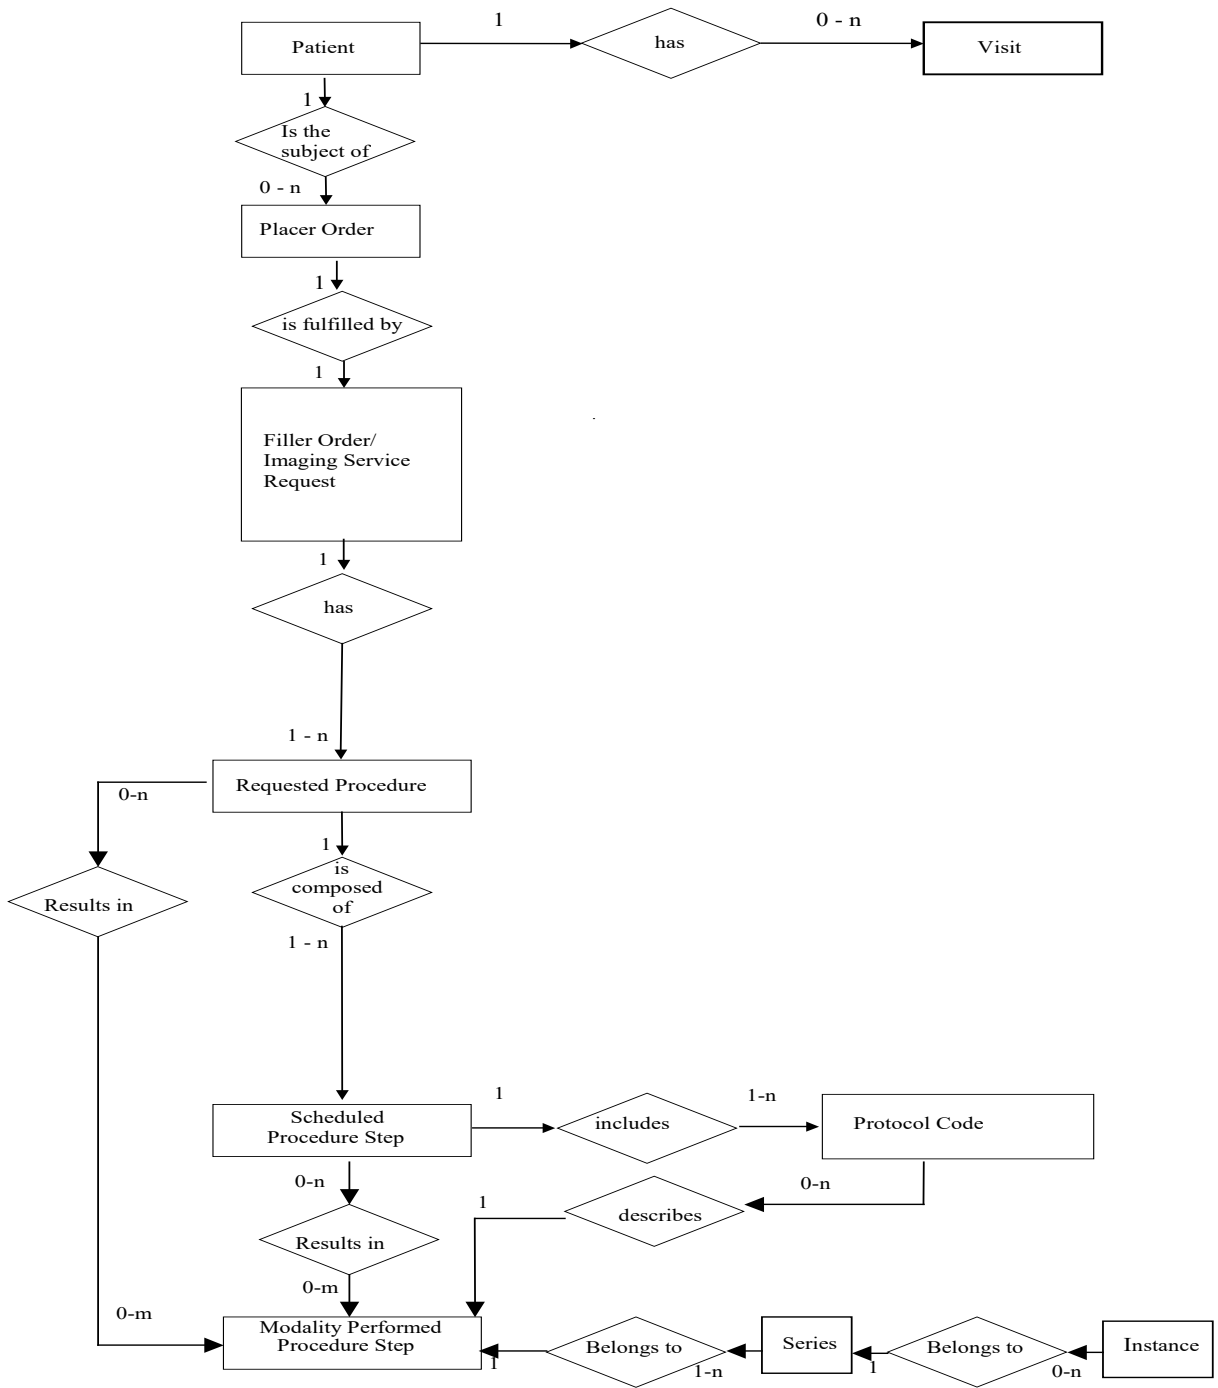 1
0 - n
Patient
has
Visit
1
Is the
subject of
0 - n
Placer Order
1
is fulfilled by
1
Filler Order/
Imaging Service
Request
1
has
1 - n
Requested Procedure
0-n
1
is
composed
of
Results in
1 - n
Scheduled
Procedure Step
1
includes
1-n
Protocol Code
0-n
0-n
1
describes
Results in
0-m
0-m
Modality Performed
Procedure Step
1
Belongs to
1-n
Series
1
Belongs to
0-n
Instance